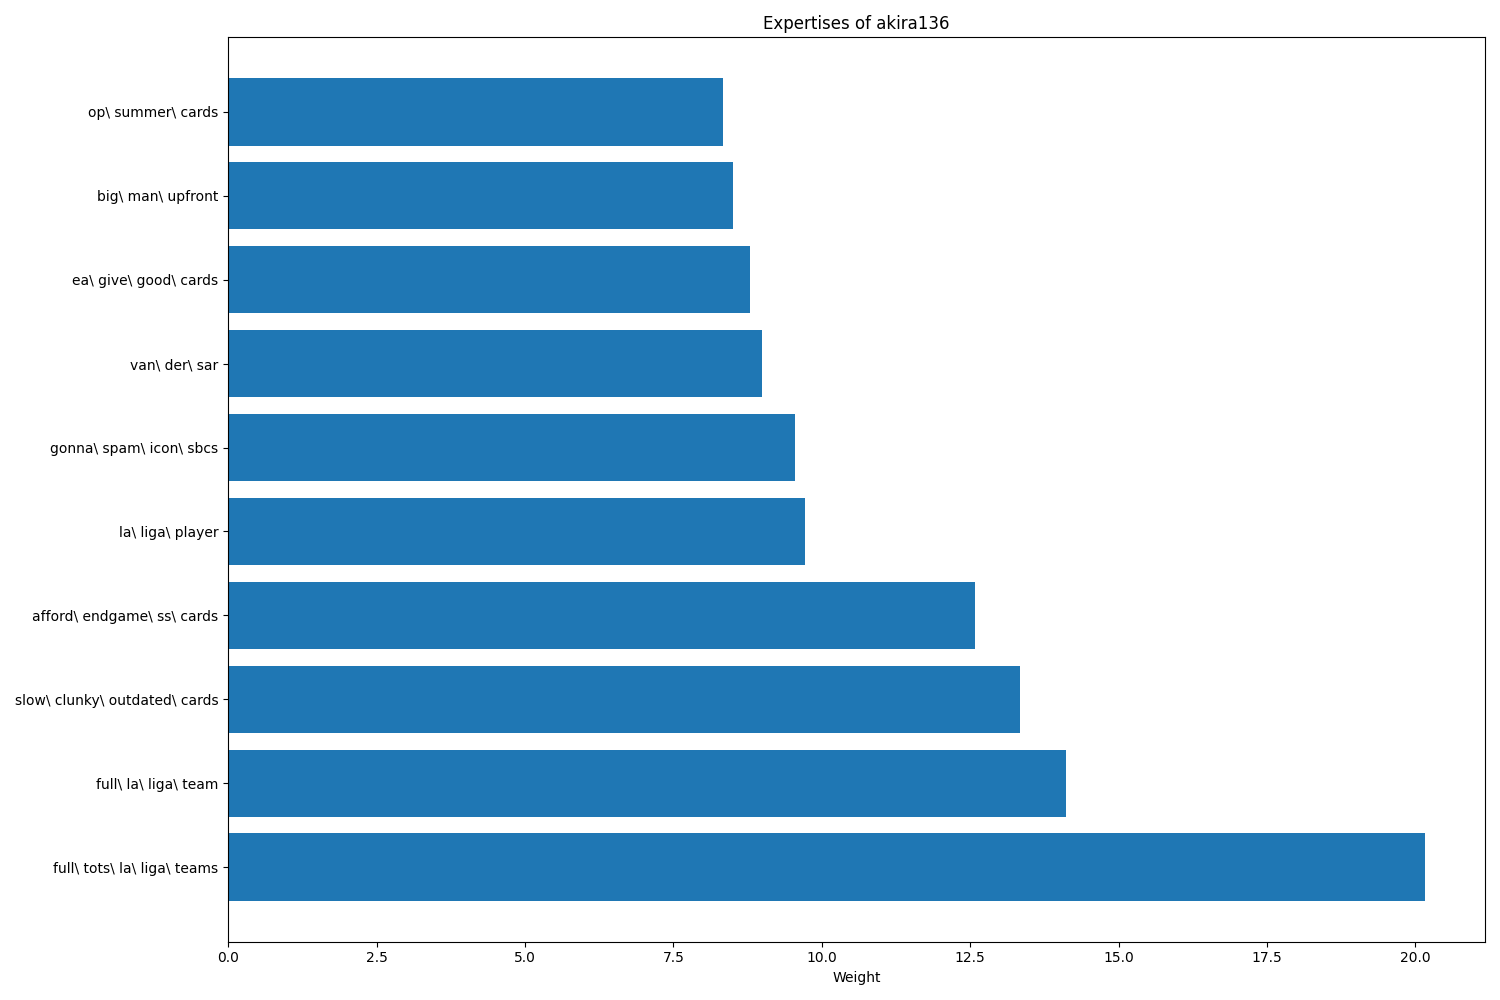 Expertises of akira136
op\ summer\ cards
big\ man\ upfront
ea\ give\ good\ cards
van\ der\ sar
gonna\ spam\ icon\ sbcs
la\ liga\ player
afford\ endgame\ ss\ cards
slow\ clunky\ outdated\ cards
full\ la\ liga\ team
full\ tots\ la\ liga\ teams
0.0 2.5 5.0 7.5 10.0 12.5 15.0 17.5 20.0
Weight